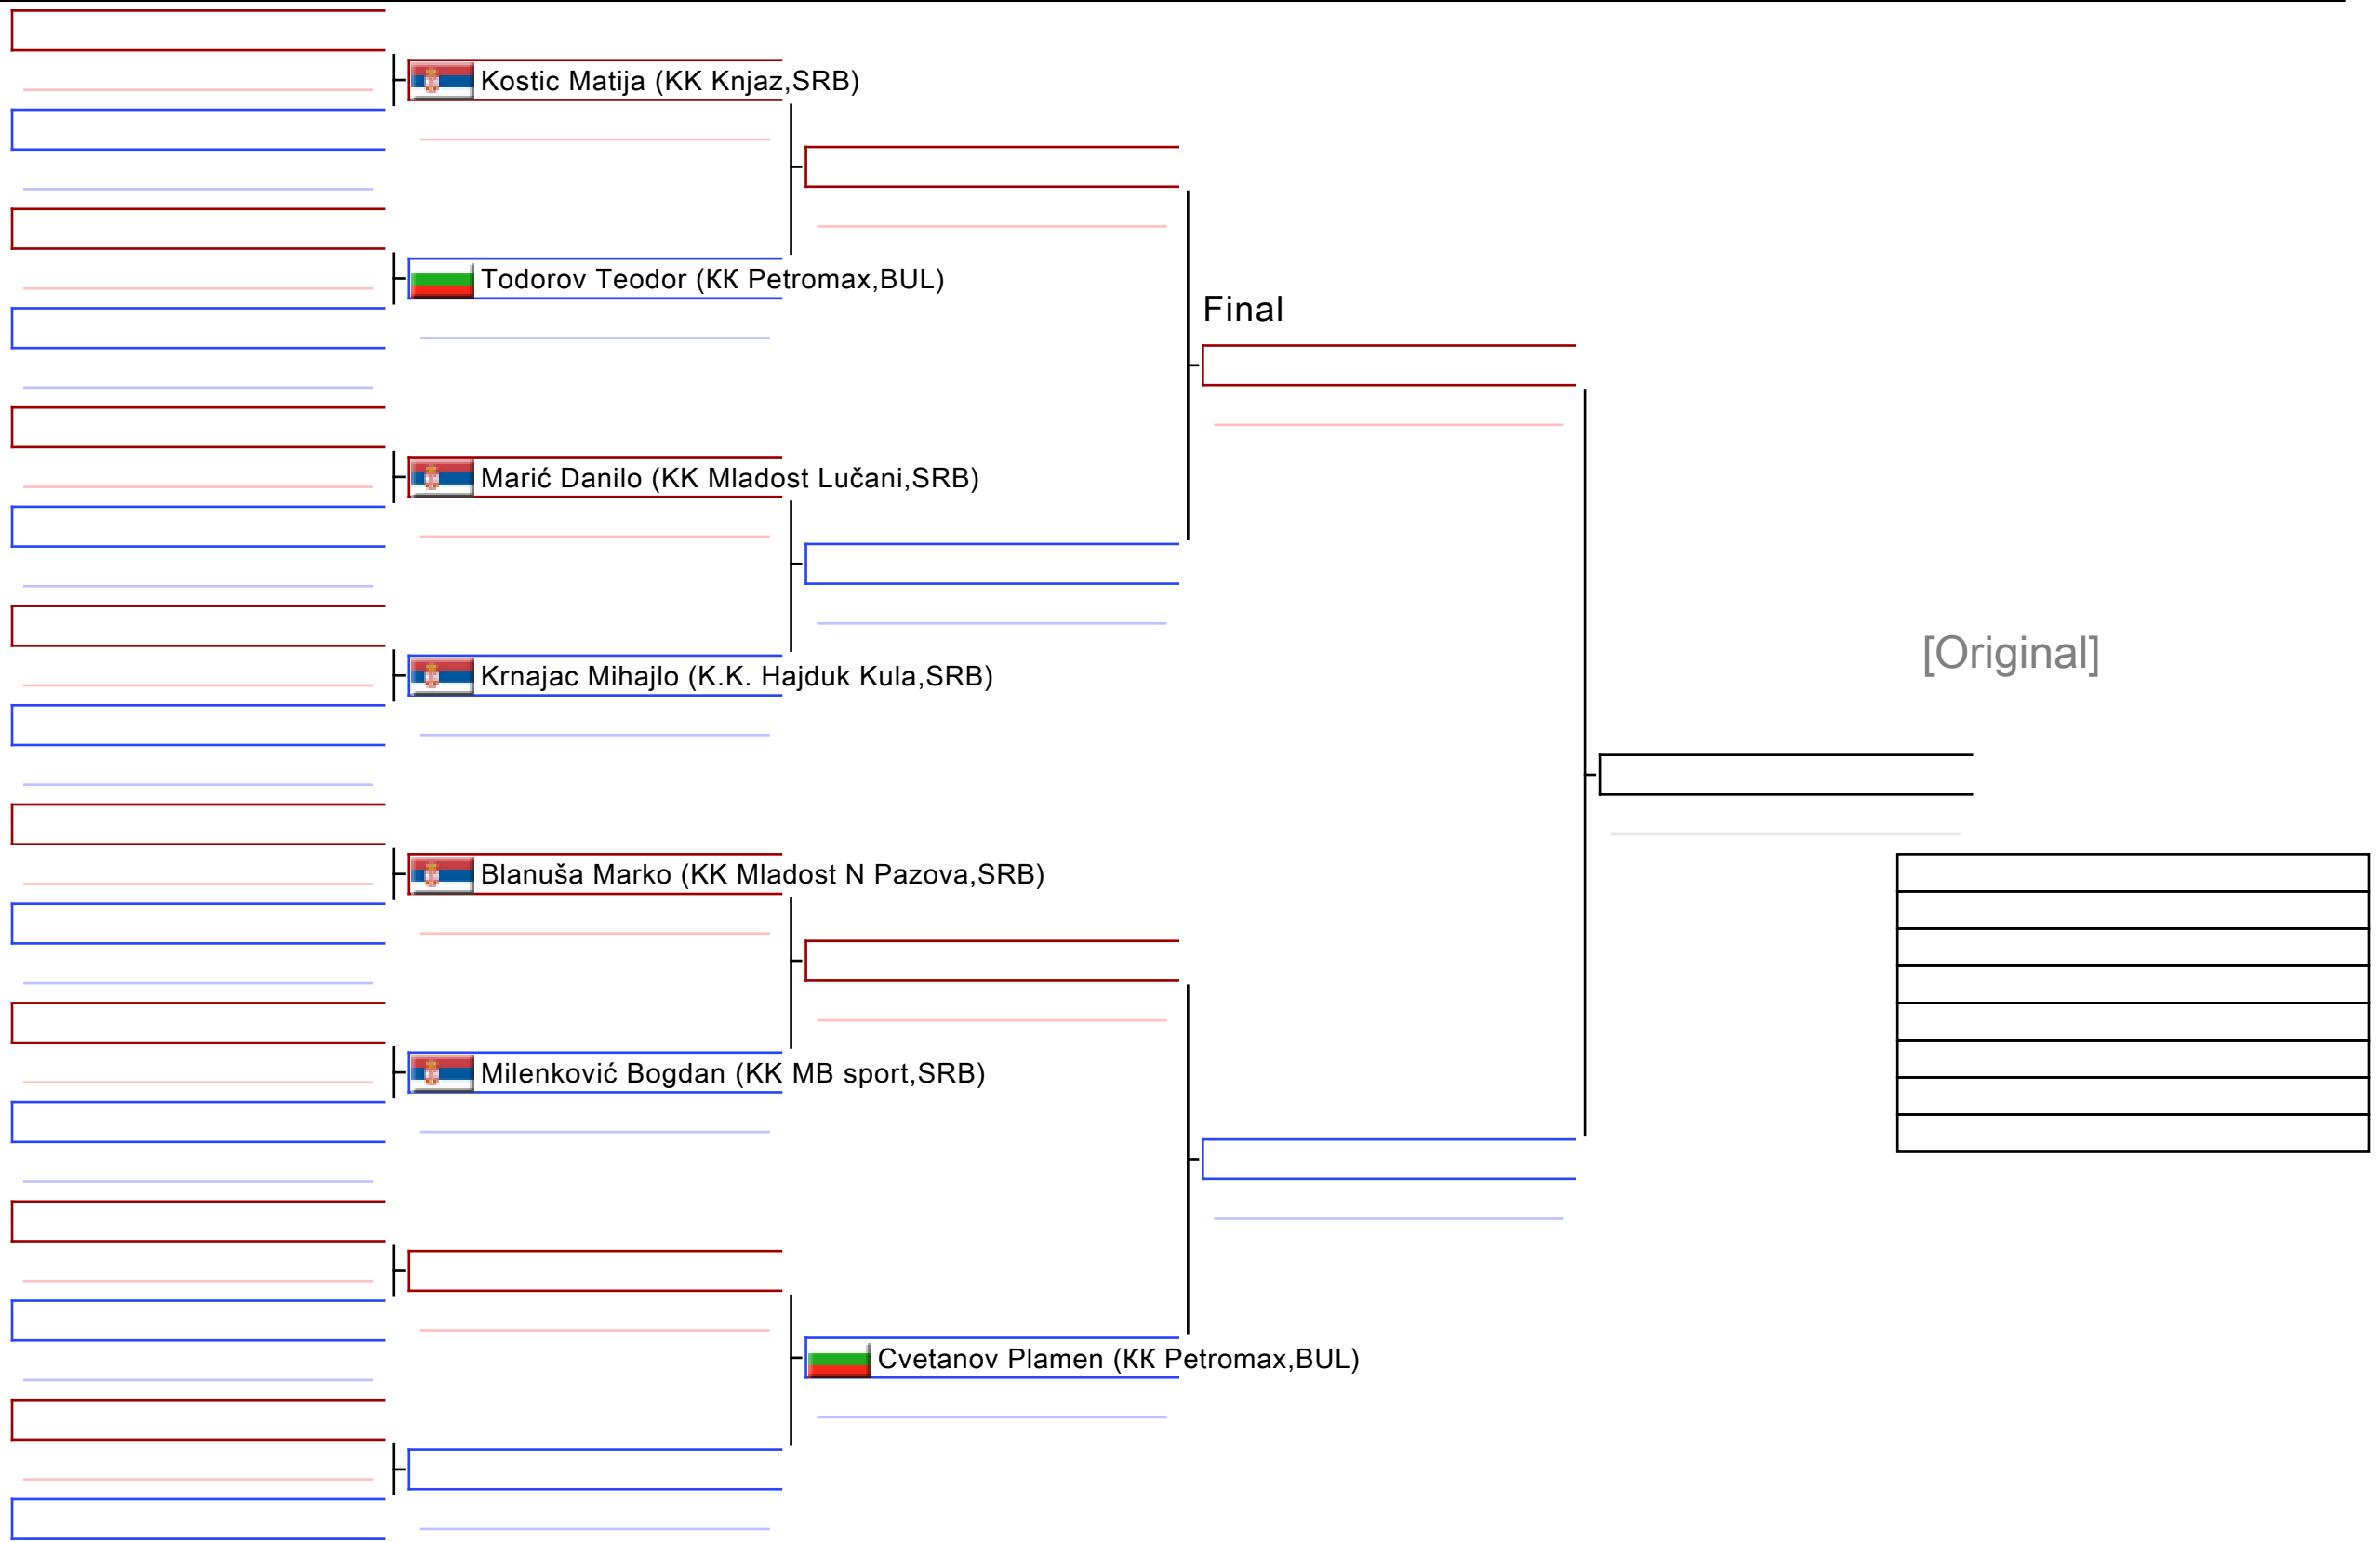 Kostic Matija (KK Knjaz,SRB)
Todorov Teodor (КК Petromax,BUL)
Final
Marić Danilo (KK Mladost Lučani,SRB)
[Original]
Krnajac Mihajlo (K.K. Hajduk Kula,SRB)
Blanuša Marko (KK Mladost N Pazova,SRB)
Milenković Bogdan (KK MB sport,SRB)
Cvetanov Plamen (КК Petromax,BUL)